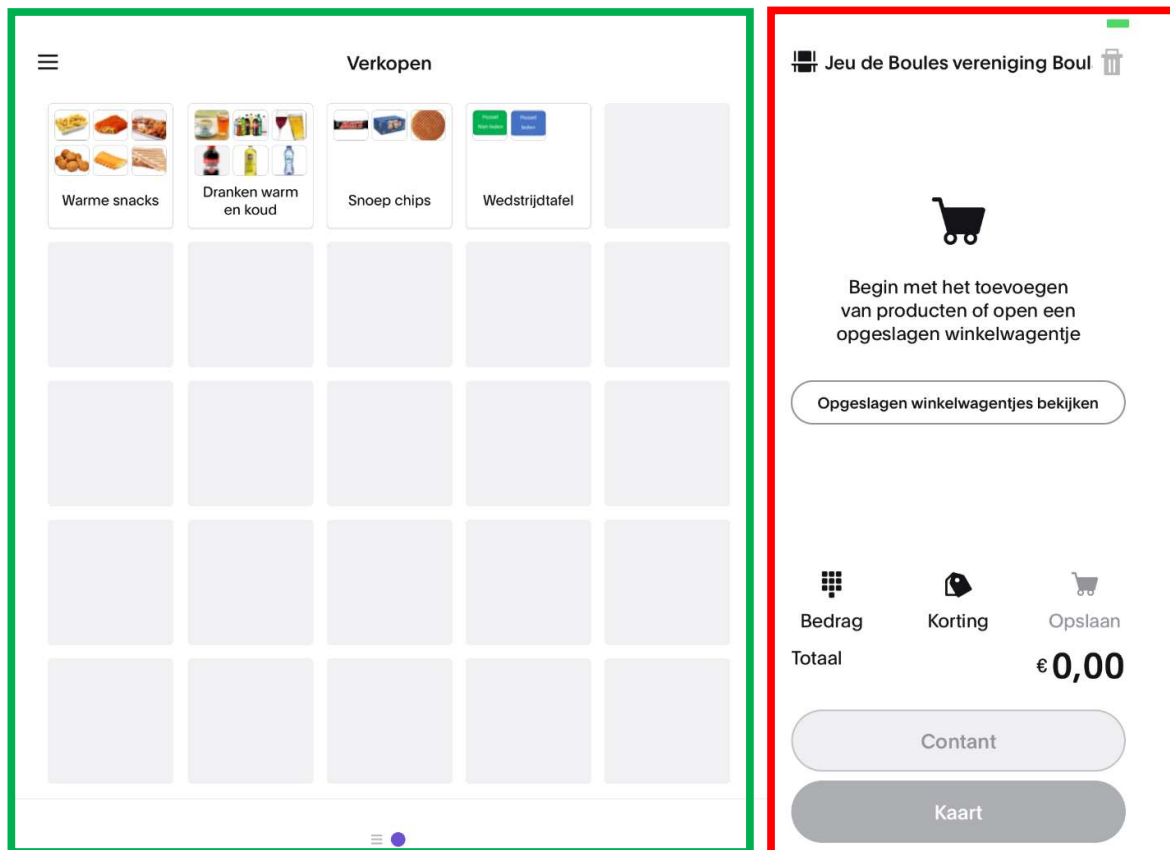 Verkopen
Warme snacks
Dranken warm
en koud
Snoep chips
Wedstrijdtafel
Jeu de Boules vereniging Boul
Begin met het toevoegen
van producten of open een
opgeslagen winkelwagentje
Opgeslagen winkelwagentjes bekijken
Bedrag
Korting
Opslaan
Totaal
€ 0,00
Contant
Kaart